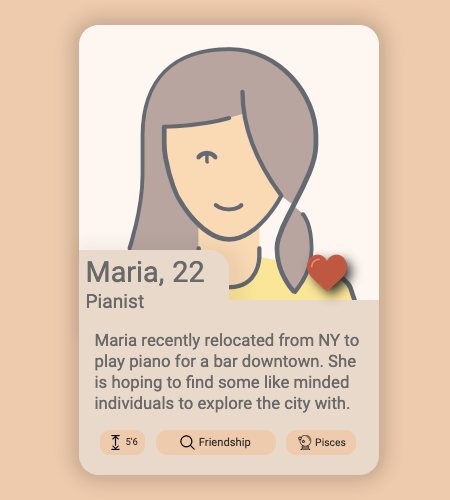 Maria, 22
Pianist
Maria recently relocated from NY to
play piano for a bar downtown. She
is hoping to find some like minded
individuals to explore the city with.
5'6 Friendship Pisces